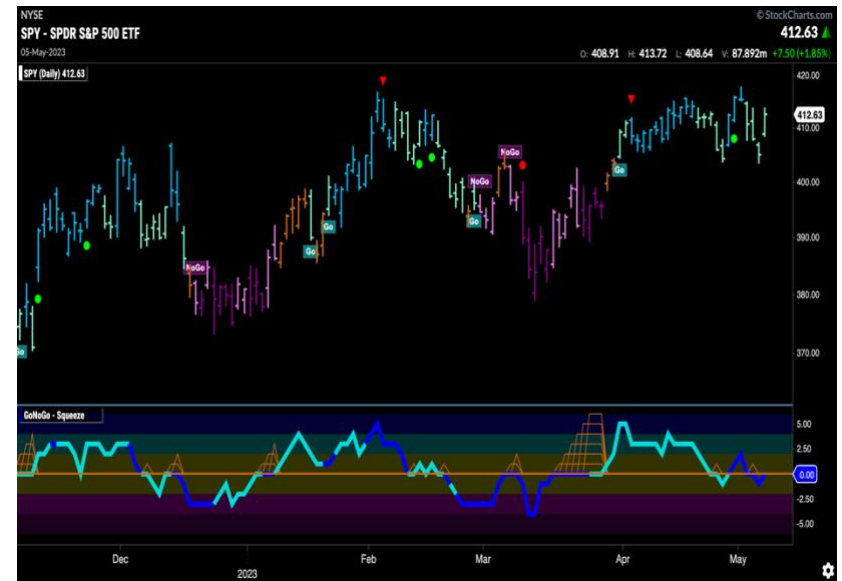 NYSE © StockCharts.com
SPY - SPDR S&P 500 ETF 412.63
05-May-2023 O: 408.91 H: 413.72 L: 408.64 V: 87.892m +7.50 (+1.85%)
SPY (Daily) 412.63
420.00
412.63
410.00
NoGo
NoGo
Go
400.00
Go
Go
390.00
Go
NoGo
380.00
Go
370.00
GoNoGo - Squeeze
5.00
2.50
0.00
-2.50
-5.00
Dec 2023 Feb Mar Apr May